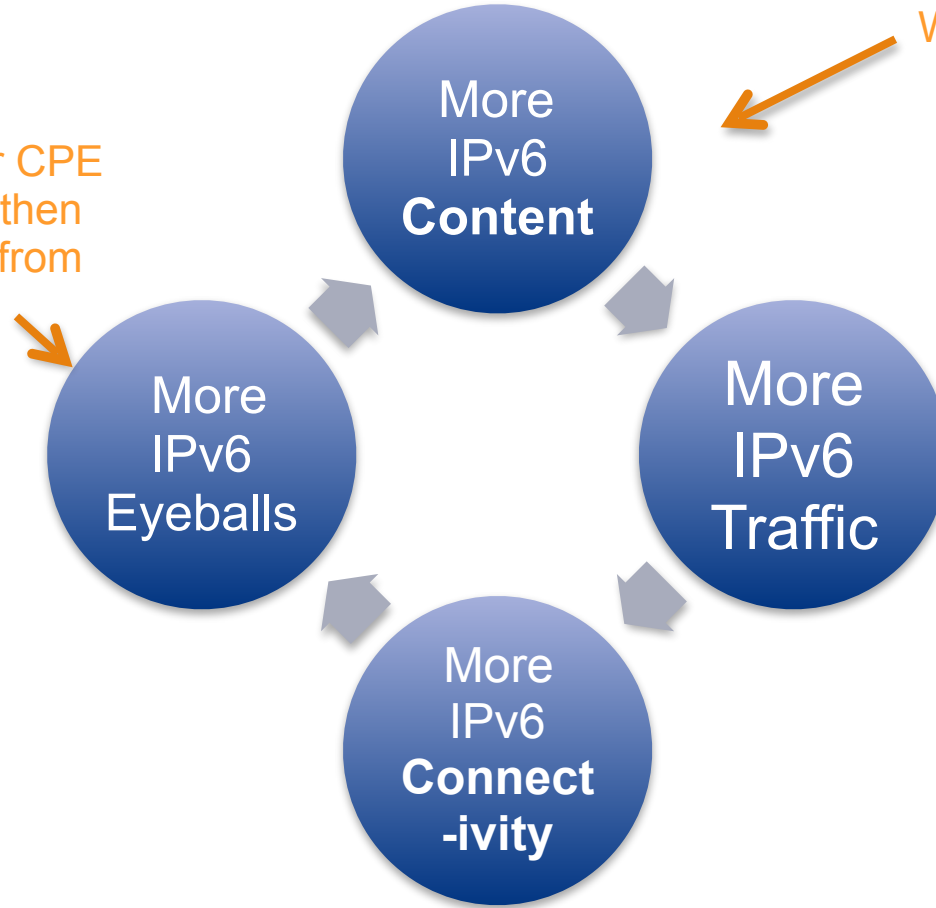 More
IPv6
Content
CPE
then
from
More
IPv6
Eyeballs
More
IPv6
Traffic
More
IPv6
Connect
-ivity